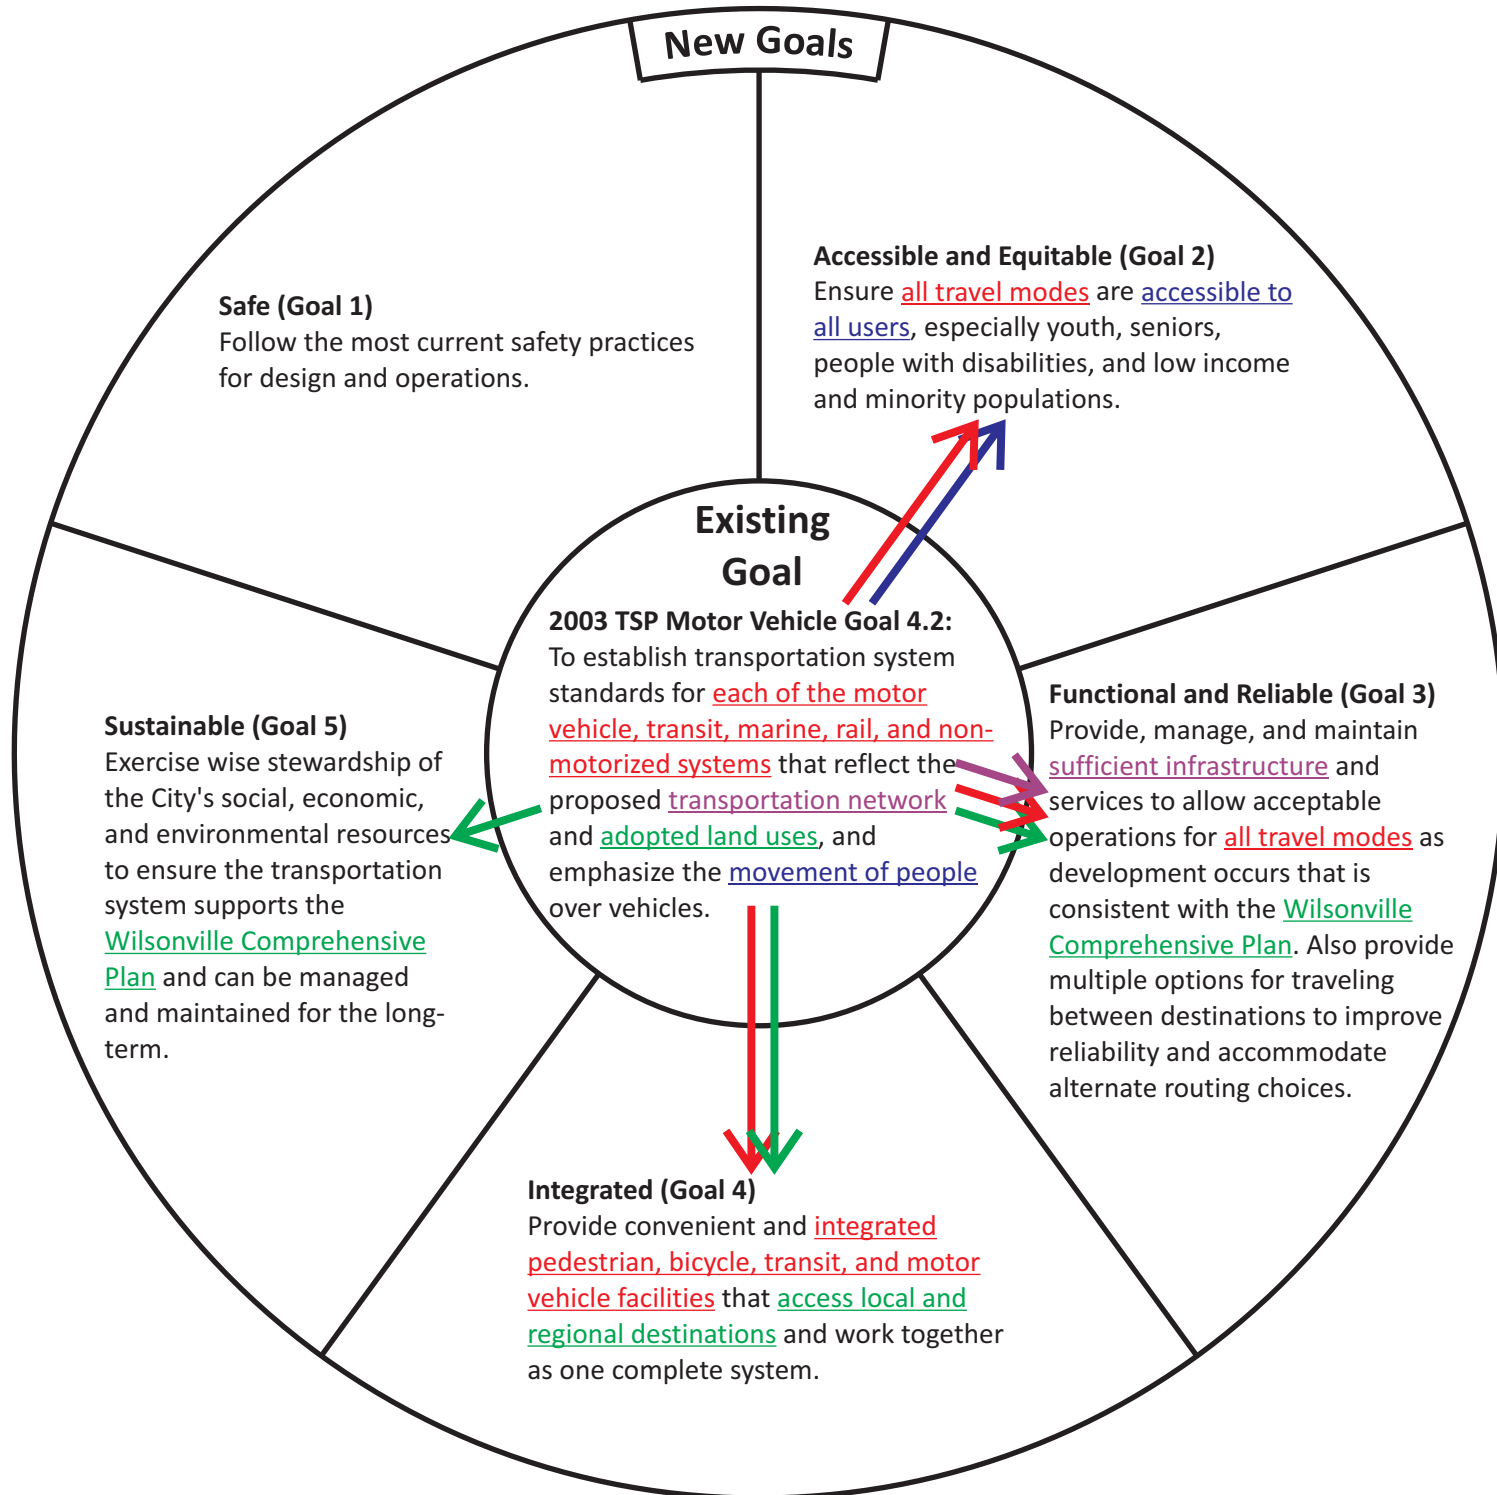 New Goals
Safe (Goal 1)
Follow the most current safety practices
for design and operations.
Accessible and Equitable (Goal 2)
Ensure all travel modes are accessible to
all users, especially youth, seniors,
people with disabilities, and low income
and minority populations.
Existing
Goal
2003 TSP Motor Vehicle Goal 4.2:
To establish transportation system
standards for each of the motor
vehicle, transit, marine, rail, and non-
motorized systems that reflect the
proposed transportation network
and adopted land uses, and
emphasize the movement of people
over vehicles.
Functional and Reliable (Goal 3)
Provide, manage, and maintain
sufficient infrastructure and
services to allow acceptable
operations for all travel modes as
development occurs that is
consistent with the Wilsonville
Comprehensive Plan. Also provide
multiple options for traveling
between destinations to improve
reliability and accommodate
alternate routing choices.
Sustainable (Goal 5)
Exercise wise stewardship of
the City's social, economic,
and environmental resources
to ensure the transportation
system supports the
Wilsonville Comprehensive
Plan and can be managed
and maintained for the long-
term.
Integrated (Goal 4)
Provide convenient and integrated
pedestrian, bicycle, transit, and motor
vehicle facilities that access local and
regional destinations and work together
as one complete system.